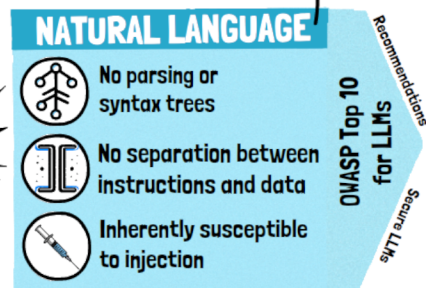 NATURAL LANGUAGE
No parsing or
syntax trees
No separation between
instructions and data
Inherently susceptible
to injection
OWASP Top 10
for LLMs
Recommendations
Secure LLMs